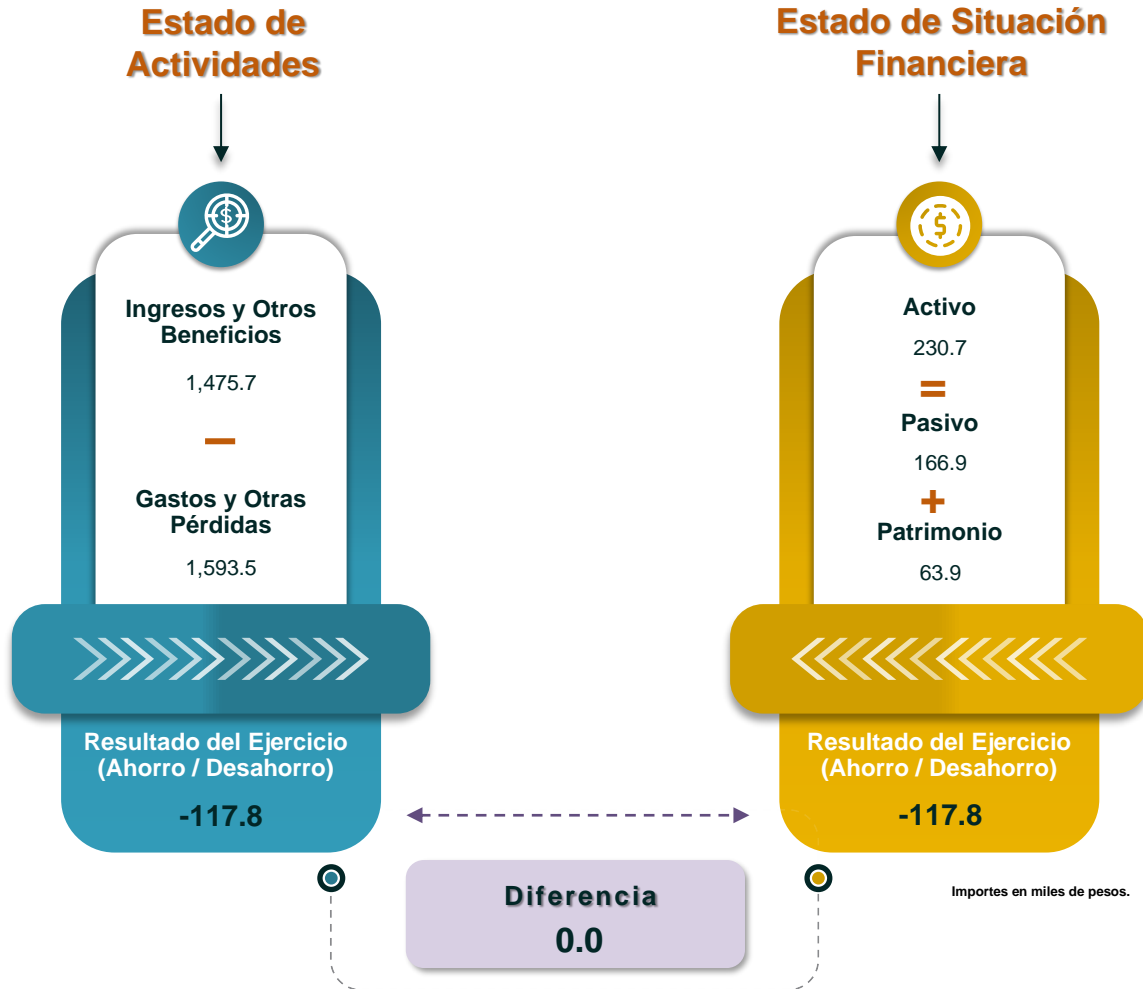 Estado de
Actividades
Ingresos y Otros
Beneficios
1,475.7
–
Gastos y Otras
Pérdidas
1,593.5
Resultado del Ejercicio
(Ahorro / Desahorro)
-117.8
Estado de Situación
Financiera
$
Activo
230.7
=
Pasivo
166.9
+
Patrimonio
63.9
Resultado del Ejercicio
(Ahorro / Desahorro)
-117.8
Diferencia
0.0
Importes en miles de pesos.